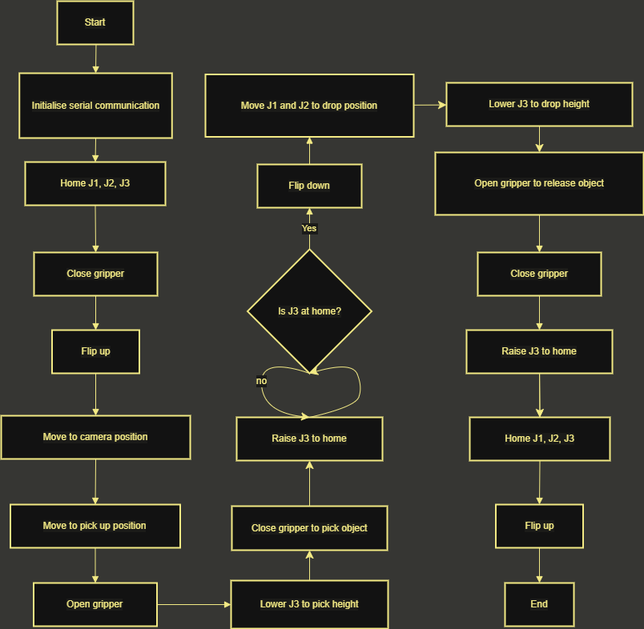 Start
Initialise serial communication
Home J1, J2, J3
Close gripper
Flip up
Move to camera position
Move to pick up position
Open gripper
Lower J3 to pick height
Close gripper to pick object
Raise J3 to home
no
Is J3 at home?
Yes
Flip down
Move J1 and J2 to drop position
Lower J3 to drop height
Open gripper to release object
Close gripper
Raise J3 to home
Home J1, J2, J3
Flip up
End